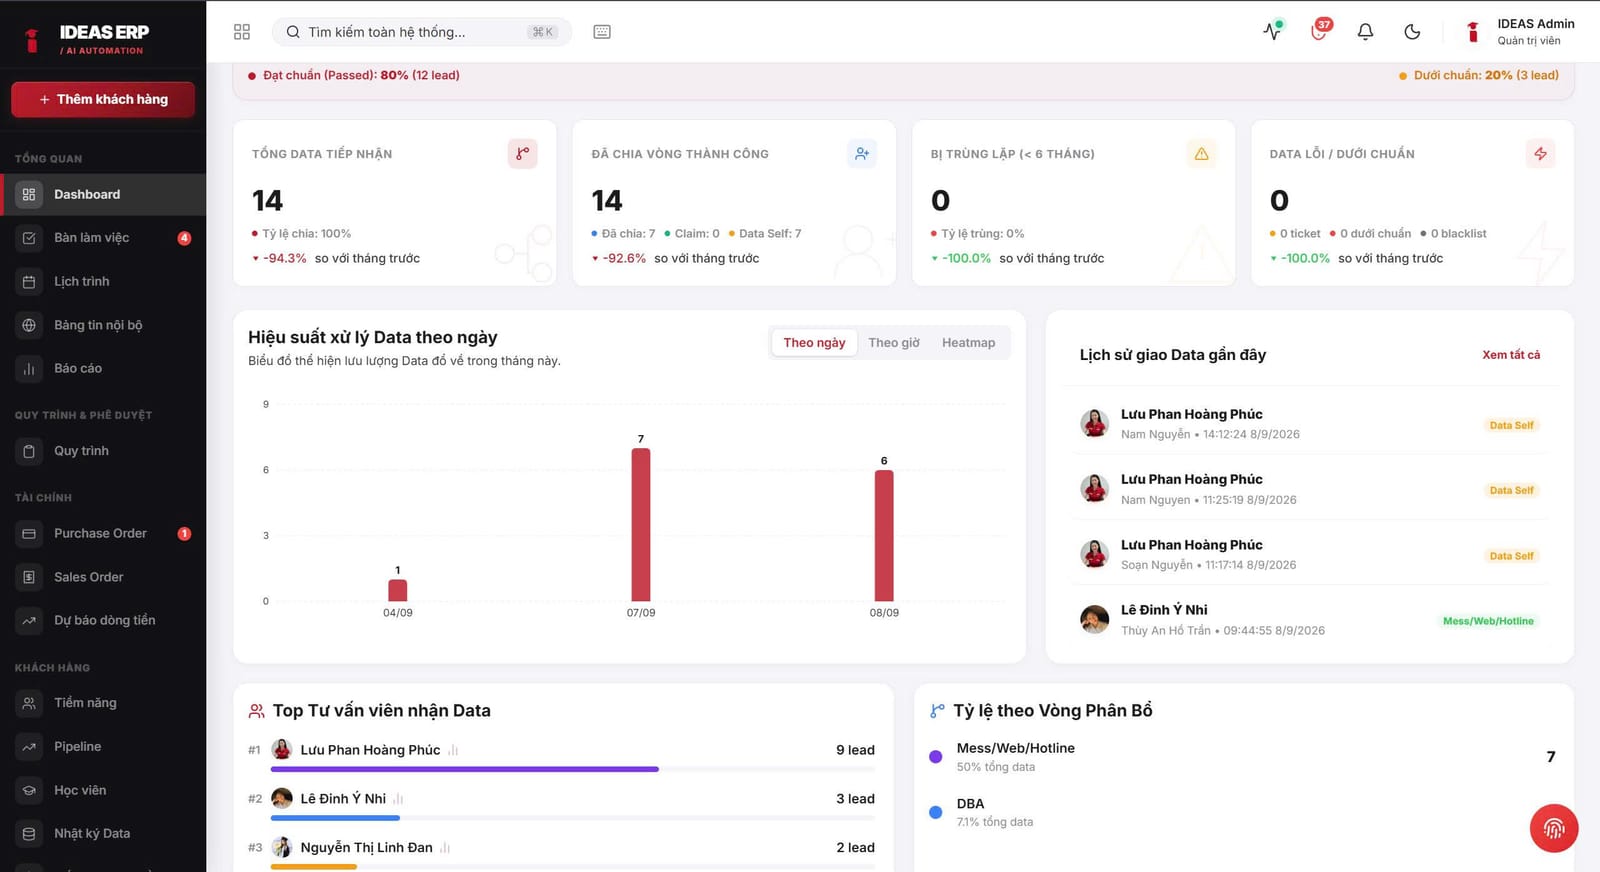 IDEAS ERP
/ AI AUTOMATION
Tìm kiếm toàn hệ thống...
⌘K
37
IDEAS Admin
Quản trị viên
+ Thêm khách hàng
TỔNG QUAN
Dashboard
Bàn làm việc
4
Lịch trình
Bảng tin nội bộ
Báo cáo
QUY TRÌNH & PHÊ DUYỆT
Quy trình
TÀI CHÍNH
Purchase Order
1
Sales Order
Dự báo dòng tiền
KHÁCH HÀNG
Tiềm năng
Pipeline
Học viên
Nhật ký Data
Đạt chuẩn (Passed): 80% (12 lead)
Dưới chuẩn: 20% (3 lead)
TỔNG DATA TIẾP NHẬN
14
Tỷ lệ chia: 100%
-94.3% so với tháng trước
ĐÃ CHIA VÒNG THÀNH CÔNG
14
Đã chia: 7 Claim: 0 Data Self: 7
-92.6% so với tháng trước
BỊ TRÙNG LẶP (< 6 THÁNG)
0
Tỷ lệ trùng: 0%
-100.0% so với tháng trước
DATA LỖI / DƯỚI CHUẨN
0
0 ticket 0 dưới chuẩn 0 blacklist
-100.0% so với tháng trước
Hiệu suất xử lý Data theo ngày
Biểu đồ thể hiện lưu lượng Data đổ về trong tháng này.
Theo ngày
Theo giờ
Heatmap
9
6
3
0
1
7
6
04/09
07/09
08/09
Lịch sử giao Data gần đây
Xem tất cả
Lưu Phan Hoàng Phúc
Nam Nguyễn • 14:12:24 8/9/2026
Data Self
Lưu Phan Hoàng Phúc
Nam Nguyen • 11:25:19 8/9/2026
Data Self
Lưu Phan Hoàng Phúc
Soạn Nguyễn • 11:17:14 8/9/2026
Data Self
Lê Đinh Ý Nhi
Thùy An Hồ Trần • 09:44:55 8/9/2026
Mess/Web/Hotline
Top Tư vấn viên nhận Data
#1 Lưu Phan Hoàng Phúc
9 lead
#2 Lê Đinh Ý Nhi
3 lead
#3 Nguyễn Thị Linh Đan
2 lead
Tỷ lệ theo Vòng Phân Bổ
Mess/Web/Hotline
50% tổng data
7
DBA
7.1% tổng data